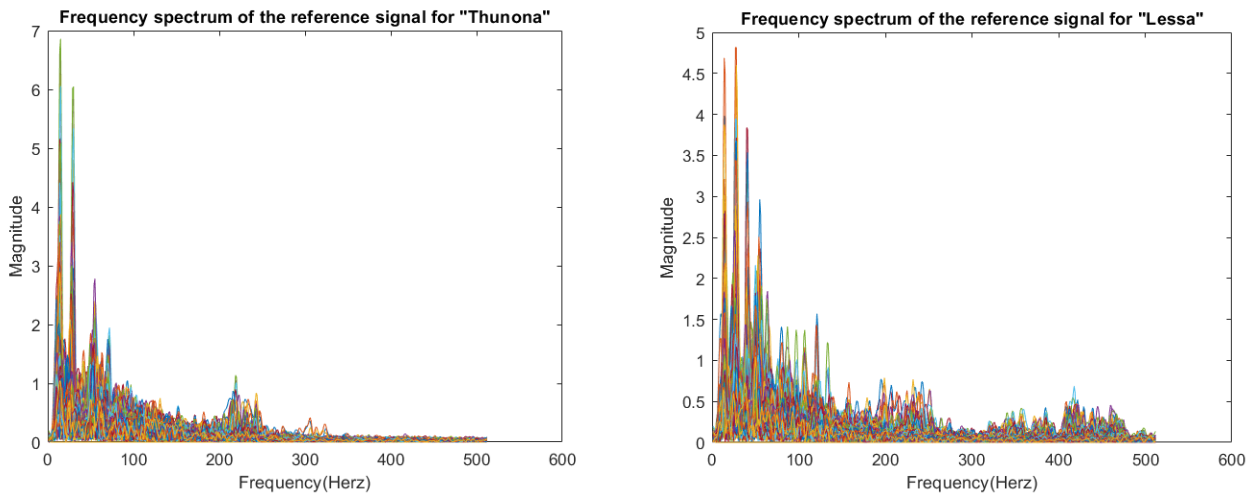 Frequency spectrum of the reference signal for "Thunona"
7
6
5
4
3
2
1
0
Magnitude
0 100 200 300 400 500 600
Frequency(Herz)
Frequency spectrum of the reference signal for "Lessa"
5
4.5
4
3.5
3
2.5
2
1.5
1
0.5
0
Magnitude
0 100 200 300 400 500 600
Frequency(Herz)